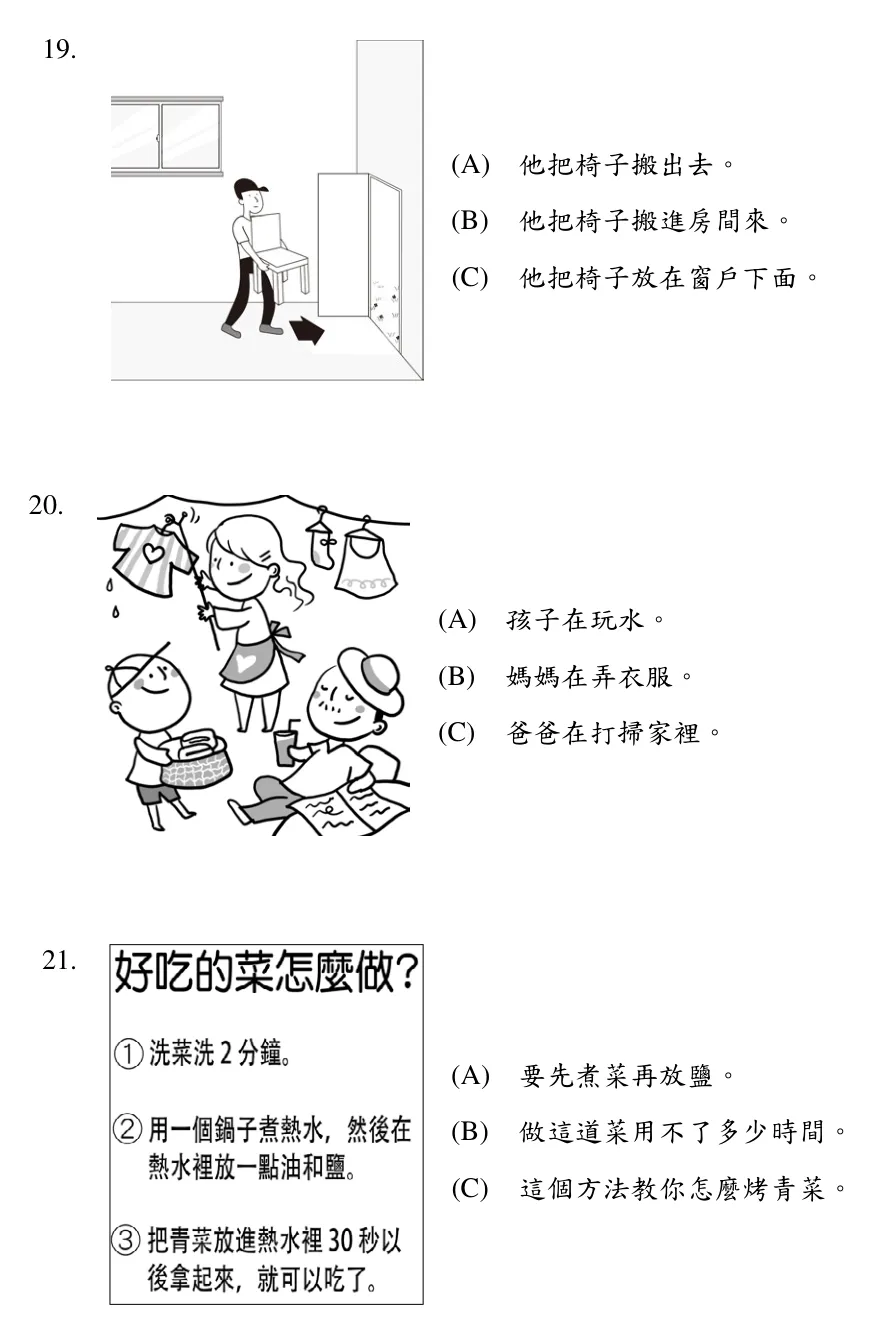 19.
(A) 他把椅子搬出去。
(B) 他把椅子搬進房間來。
(C) 他把椅子放在窗戶下面。
20.
(A) 孩子在玩水。
(B) 媽媽在弄衣服。
(C) 爸爸在打掃家裡。
21.
好吃的菜怎麼做?
① 洗菜洗 2 分鐘。
② 用一個鍋子煮熱水，然後在
熱水裡放一點油和鹽。
③ 把青菜放進熱水裡 30 秒以
後拿起來，就可以吃了。
(A) 要先煮菜再放鹽。
(B) 做這道菜用不了多少時間。
(C) 這個方法教你怎麼烤青菜。